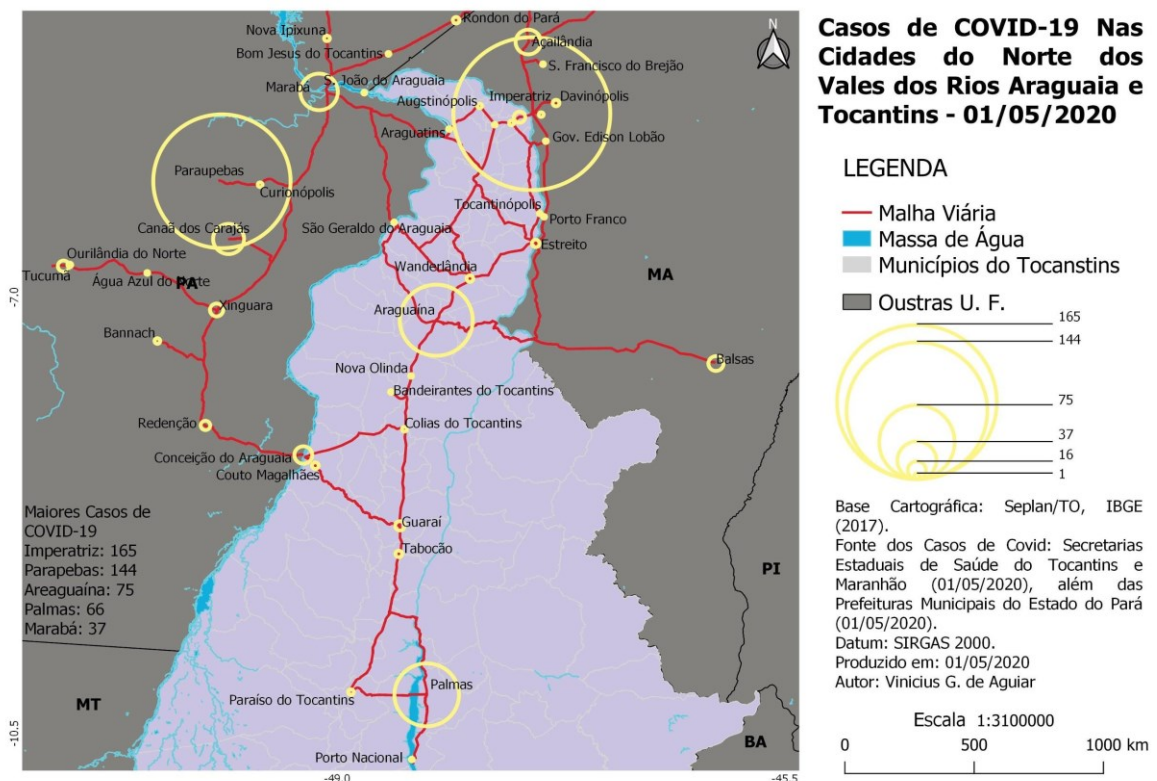 Casos de COVID-19 Nas
Cidades do Norte dos
Vales dos Rios Araguaia e
Tocantins - 01/05/2020
N
Rondon do Pará
Nova Ipixuna
Açailândia
Bom Jesus do Tocantins
S. Francisco do Brejão
S. João do Araguaia
Marabá
Imperatriz
Davinópolis
Augstinópolis
Araguatins
Gov. Edison Lobão
Paraupebas
Curionópolis
Tocantinópolis
Porto Franco
Canaã dos Carajás
São Geraldo do Araguaia
Estreito
Ourilândia do Norte
Wanderlândia
MA
Tucumã
Água Azul do Norte
PA
Xinguara
Araguaína
Bannach
Balsas
Nova Olinda
Bandeirantes do Tocantins
Redenção
Colias do Tocantins
Conceição do Araguaia
Couto Magalhães
Guaraí
Tabocão
PI
Maiores Casos de
COVID-19
Imperatriz: 165
Parapebas: 144
Areaguaína: 75
Palmas: 66
Marabá: 37
Palmas
Paraíso do Tocantins
MT
BA
Porto Nacional
-7.0
-10.5
-49.0
-45.5
LEGENDA
Malha Viária
Massa de Água
Municípios do Tocanstins
Oustras U. F.
165
144
75
37
16
1
Base Cartográfica: Seplan/TO, IBGE
(2017).
Fonte dos Casos de Covid: Secretarias
Estaduais de Saúde do Tocantins e
Maranhão (01/05/2020), além das
Prefeituras Municipais do Estado do Pará
(01/05/2020).
Datum: SIRGAS 2000.
Produzido em: 01/05/2020
Autor: Vinicius G. de Aguiar
Escala 1:3100000
0 500 1000 km